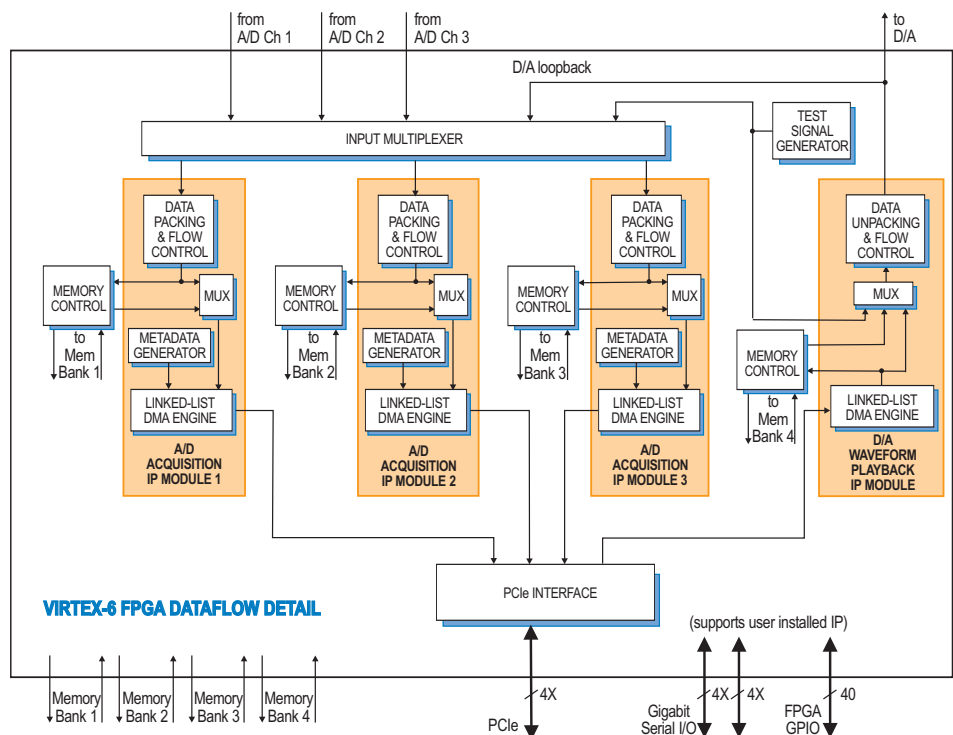 from
A/D Ch 1
from
A/D Ch 2
from
A/D Ch 3
to
D/A
D/A loopback
TEST
SIGNAL
GENERATOR
INPUT MULTIPLEXER
DATA
PACKING
& FLOW
CONTROL
MEMORY
CONTROL
MUX
to
Mem
Bank 1
METADATA
GENERATOR
LINKED-LIST
DMA ENGINE
A/D
ACQUISITION
IP MODULE 1
DATA
PACKING
& FLOW
CONTROL
MEMORY
CONTROL
MUX
to
Mem
Bank 2
METADATA
GENERATOR
LINKED-LIST
DMA ENGINE
A/D
ACQUISITION
IP MODULE 2
DATA
PACKING
& FLOW
CONTROL
MEMORY
CONTROL
MUX
to
Mem
Bank 3
METADATA
GENERATOR
LINKED-LIST
DMA ENGINE
A/D
ACQUISITION
IP MODULE 3
DATA
UNPACKING
& FLOW
CONTROL
MUX
MEMORY
CONTROL
to
Mem
Bank 4
LINKED-LIST
DMA ENGINE
D/A
WAVEFORM
PLAYBACK
IP MODULE
PCIe INTERFACE
VIRTEX-6 FPGA DATAFLOW DETAIL
(supports user installed IP)
Memory
Bank 1
Memory
Bank 2
Memory
Bank 3
Memory
Bank 4
4X
PCIe
4X
4X
Gigabit
Serial I/O
40
FPGA
GPIO